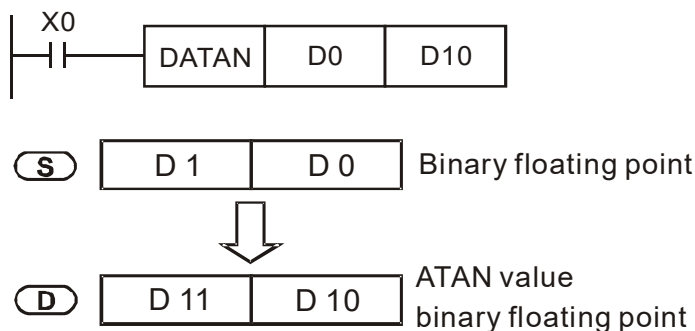 X0
DATAN D0 D10
S D 1 D 0 Binary floating point
D D 11 D 10 ATAN value
binary floating point